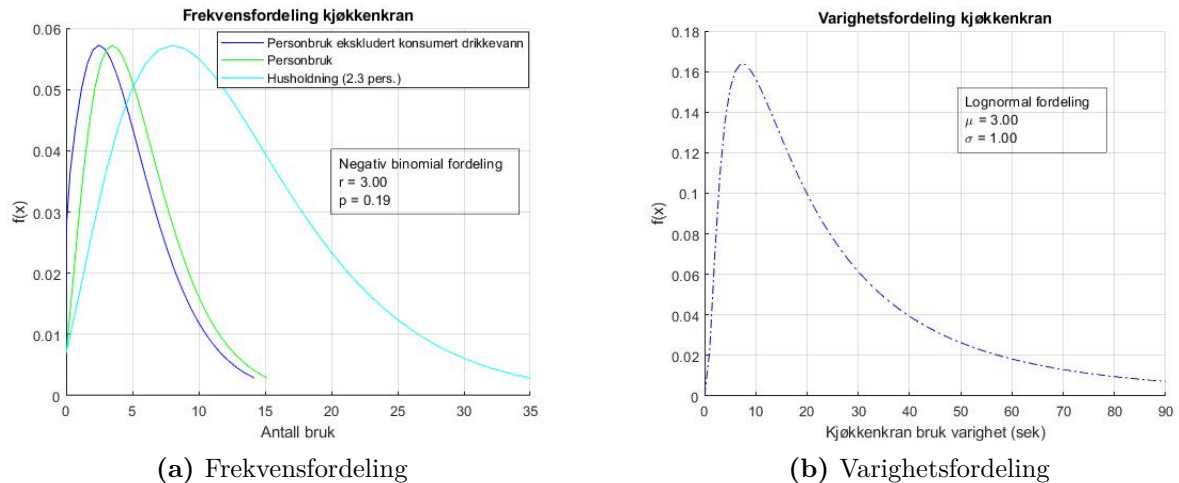 Frekvensfordeling kjøkkenkran
0.06
0.05
0.04
0.03
0.02
0.01
0
f(x)
Personbruk ekskludert konsumert drikkevann
Personbruk
Husholdning (2.3 pers.)
Negativ binomial fordeling
r = 3.00
p = 0.19
0 5 10 15 20 25 30 35
Antall bruk
(a) Frekvensfordeling
Varighetsfordeling kjøkkenkran
0.18
0.16
0.14
0.12
0.1
0.08
0.06
0.04
0.02
0
f(x)
Lognormal fordeling
μ = 3.00
σ = 1.00
0 10 20 30 40 50 60 70 80 90
Kjøkkenkran bruk varighet (sek)
(b) Varighetsfordeling